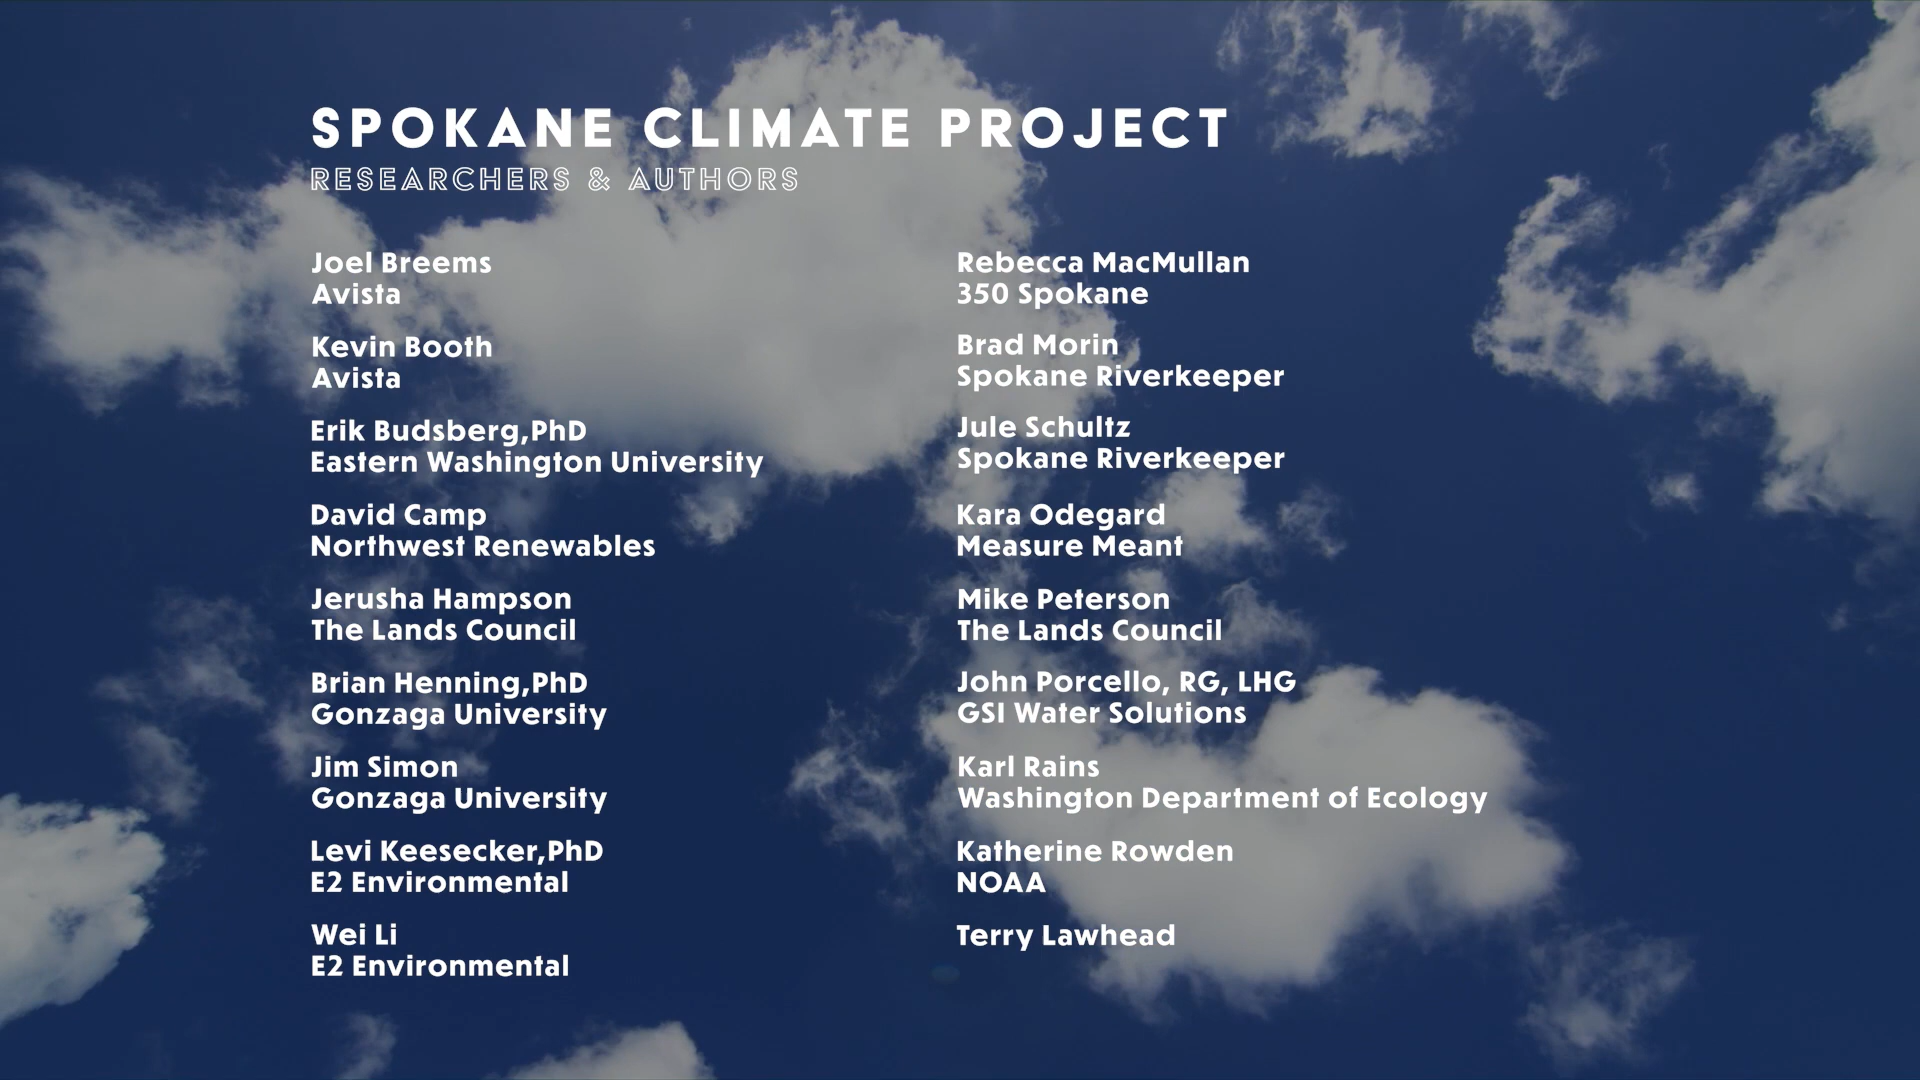 SPOKANE CLIMATE PROJECT
RESEARCHERS & AUTHORS
Joel Breems
Avista
Kevin Booth
Avista
Erik Budsberg,PhD
Eastern Washington University
David Camp
Northwest Renewables
Jerusha Hampson
The Lands Council
Brian Henning,PhD
Gonzaga University
Jim Simon
Gonzaga University
Levi Keesecker,PhD
E2 Environmental
Wei Li
E2 Environmental
Rebecca MacMullan
350 Spokane
Brad Morin
Spokane Riverkeeper
Jule Schultz
Spokane Riverkeeper
Kara Odegard
Measure Meant
Mike Peterson
The Lands Council
John Porcello, RG, LHG
GSI Water Solutions
Karl Rains
Washington Department of Ecology
Katherine Rowden
NOAA
Terry Lawhead